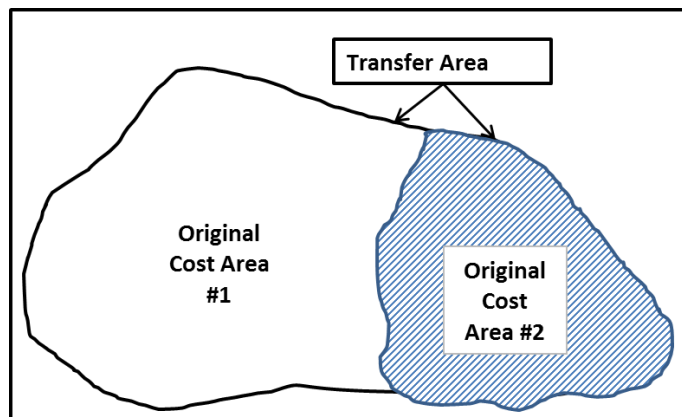 Transfer Area
Original
Cost Area
#1
Original
Cost
Area #2